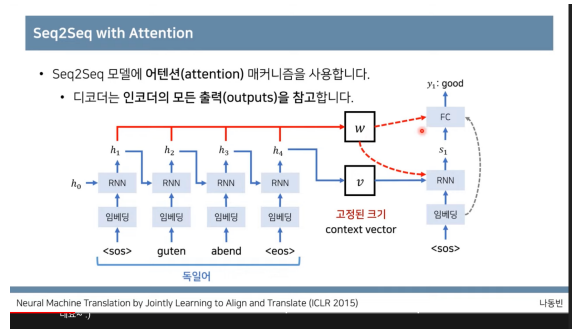 Seq2Seq with Attention
• Seq2Seq 모델에 어텐션(attention) 매커니즘을 사용합니다.
• 디코더는 인코더의 모든 출력(outputs)을 참고합니다.
y₁: good
w
FC
h₁ h₂ h₃ h₄
s₁
h₀ RNN RNN RNN RNN
v
RNN
임베딩 임베딩 임베딩 임베딩
고정된 크기
임베딩
context vector
<sos> guten abend <eos>
<sos>
독일어
Neural Machine Translation by Jointly Learning to Align and Translate (ICLR 2015)
나동빈